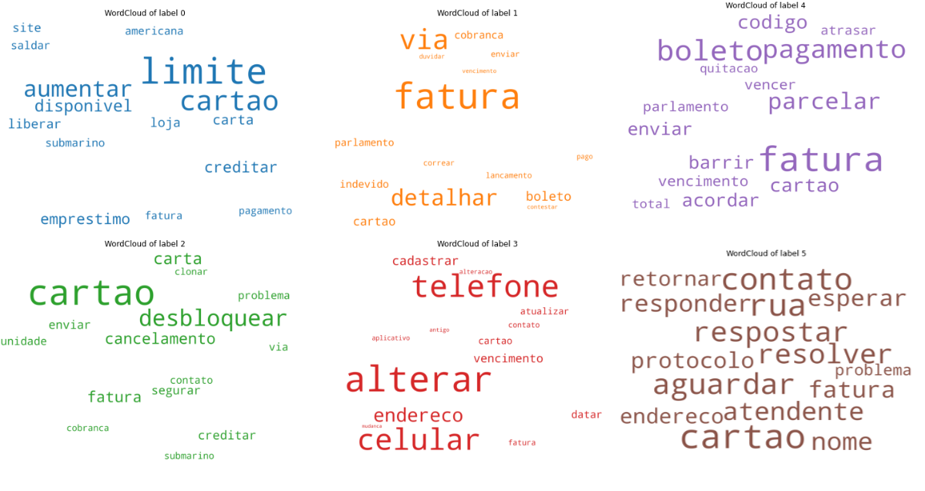 WordCloud of label 0
site
americana
saldar
limite
aumentar
cartao
disponivel
liberar
loja
carta
submarino
creditar
emprestimo
fatura
pagamento
WordCloud of label 1
via
cobranca
duvidar
enviar
vencimento
fatura
parlamento
pago
correar
lancamento
indevido
detalhar
boleto
contestar
cartao
WordCloud of label 4
codigo
atrasar
boleto
pagamento
quitacao
vencer
parlamento
parcelar
enviar
barrir
fatura
vencimento
cartao
total
acordar
WordCloud of label 2
carta
clonar
cartao
problema
desbloquear
enviar
unidade
cancelamento
via
contato
segurar
fatura
cobranca
creditar
submarino
WordCloud of label 3
cadastrar
alteracao
telefone
atualizar
contato
antigo
aplicativo
cartao
vencimento
alterar
endereco
datar
mudanca
celular
fatura
WordCloud of label 5
retornar
contato
responder
rua
esperar
respostar
protocolo
resolver
problema
aguardar
fatura
endereco
atendente
cartao
nome